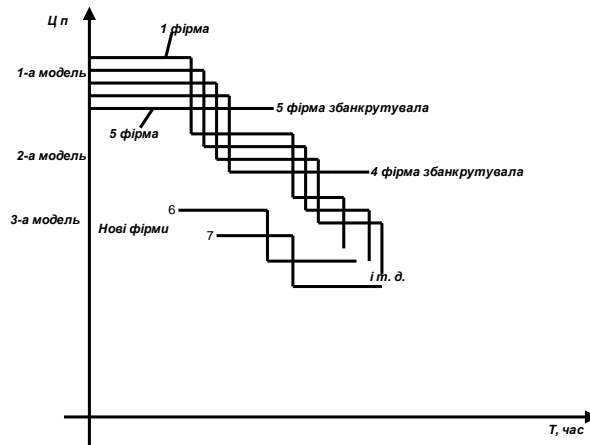 Ц п
1 фірма
1-а модель
5 фірма збанкрутувала
5 фірма
2-а модель
4 фірма збанкрутувала
3-а модель
6
Нові фірми
7
і т. д.
Т, час